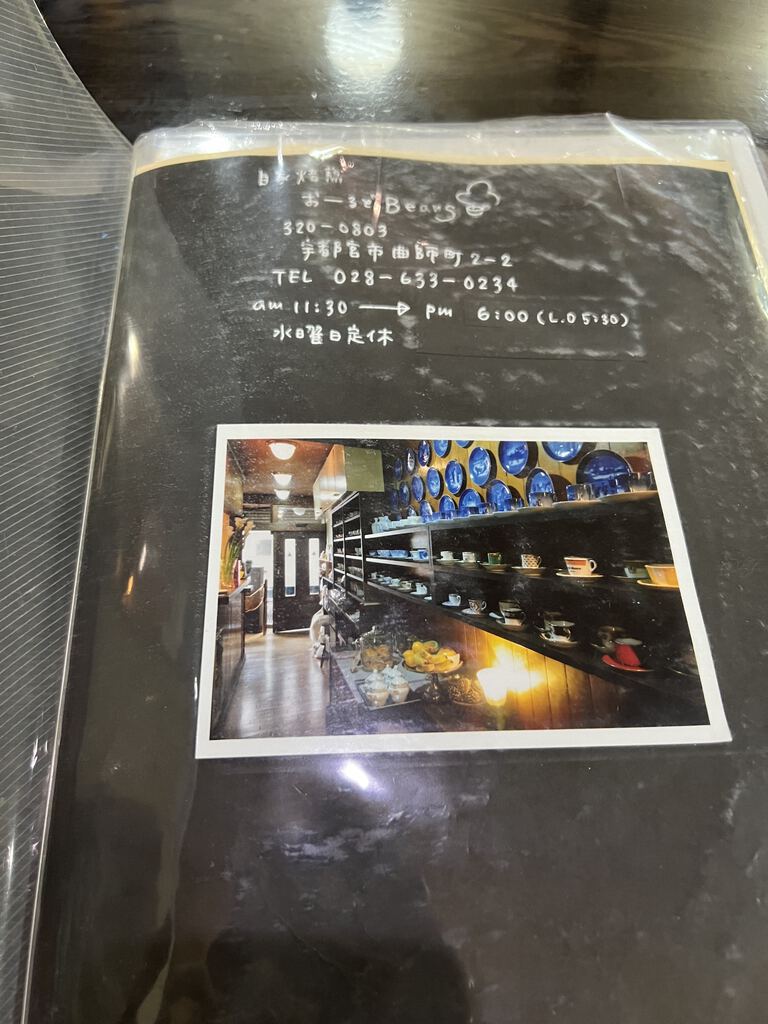 自家焙煎
おーるどBeans
320-0803
宇都宮市曲師町2-2
TEL 028-633-0234
am 11:30 → pm 6:00 (L.O 5:30)
水曜日定休